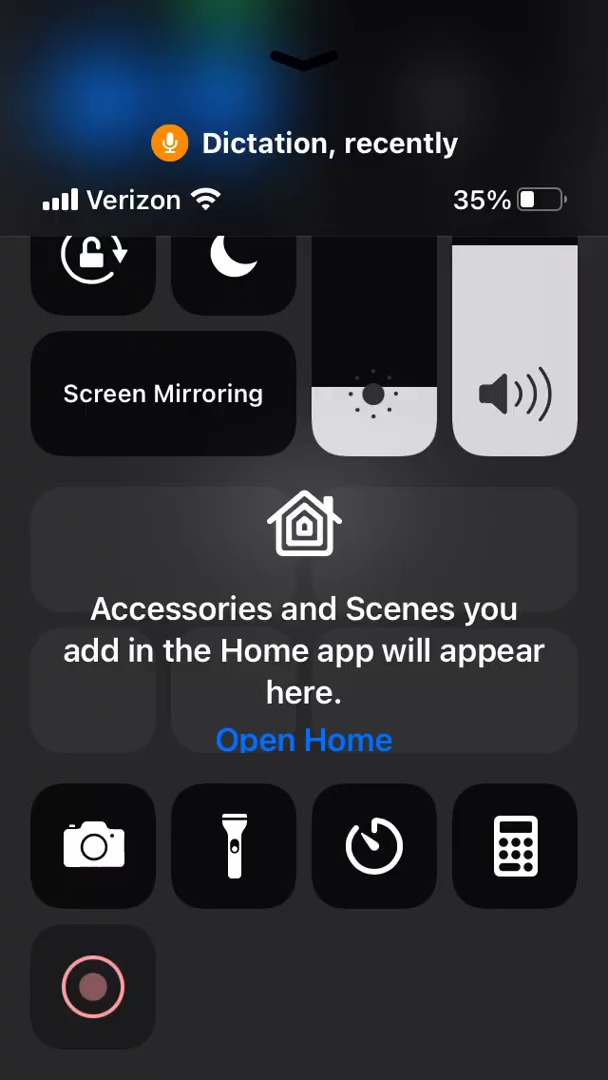 Dictation, recently
Verizon
35%
Screen Mirroring
Accessories and Scenes you
add in the Home app will appear
here.
Open Home